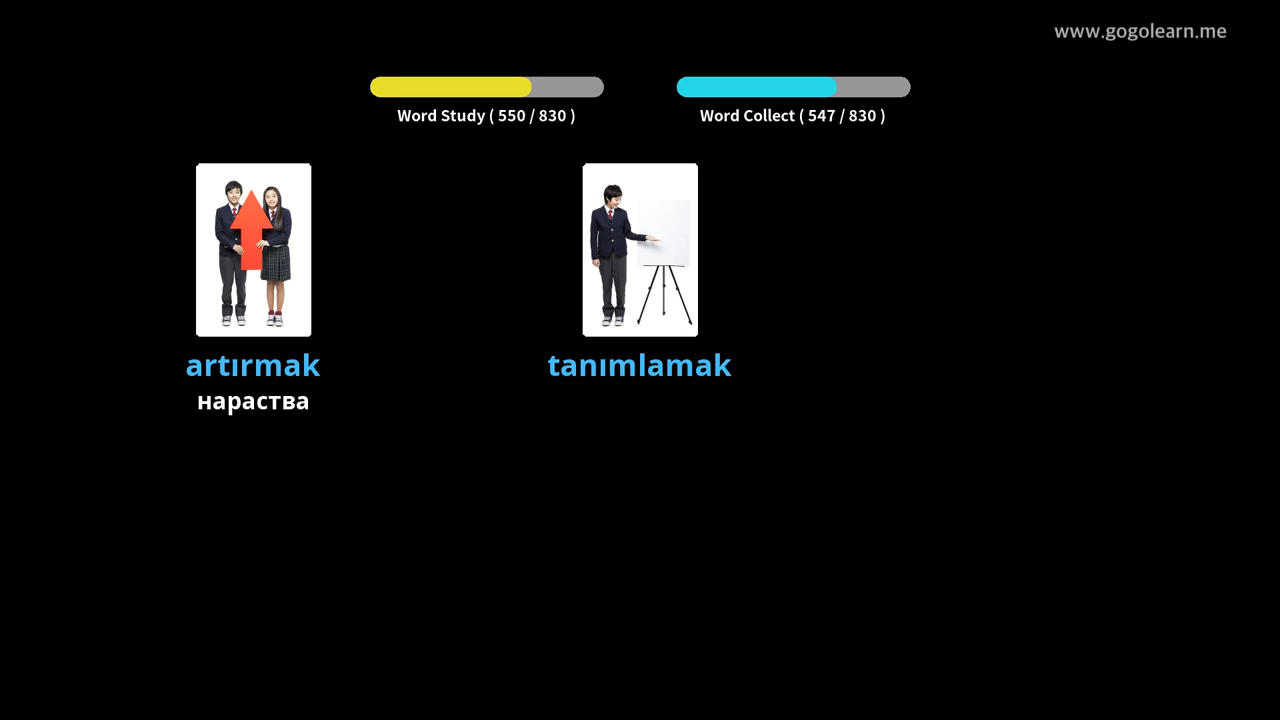 www.gogolearn.me
Word Study ( 550 / 830 )
Word Collect ( 547 / 830 )
artırmak
нараства
tanımlamak